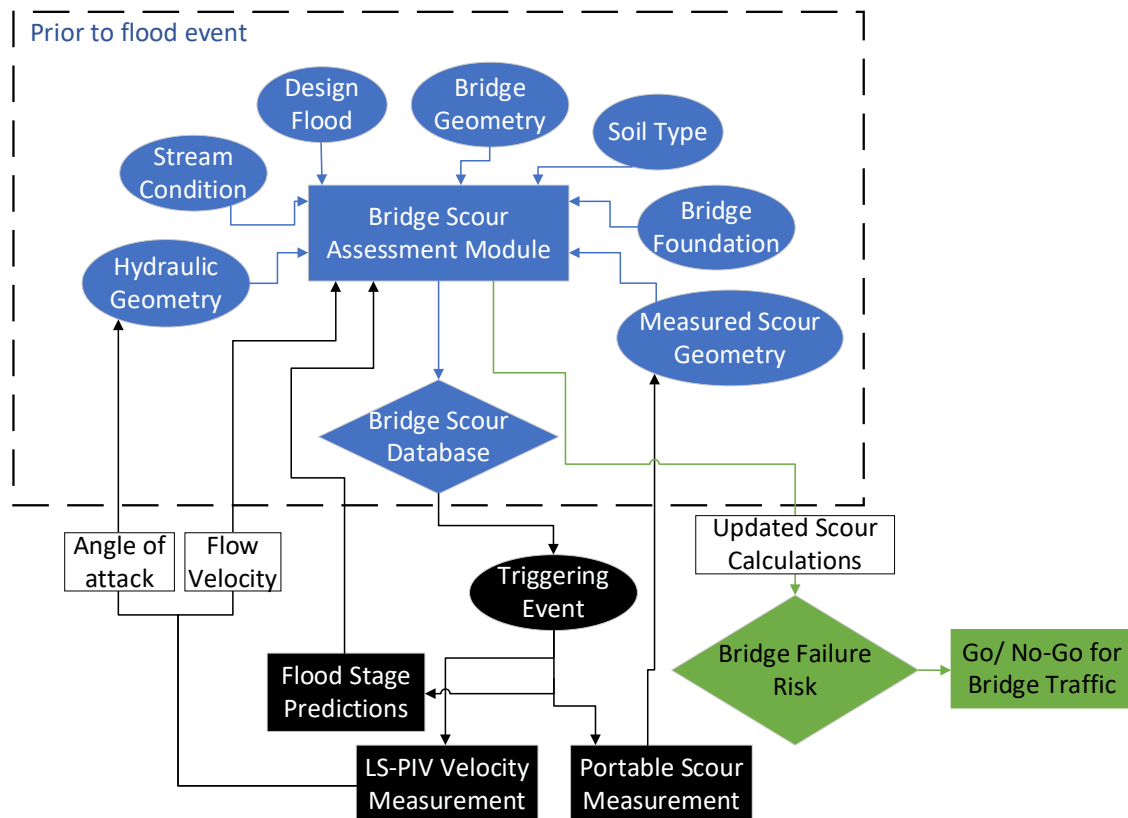 Prior to flood event
Design
Flood
Bridge
Geometry
Soil Type
Stream
Condition
Bridge Scour
Assessment Module
Bridge
Foundation
Hydraulic
Geometry
Measured Scour
Geometry
Bridge Scour
Database
Angle of
attack
Flow
Velocity
Updated Scour
Calculations
Triggering
Event
Flood Stage
Predictions
Bridge Failure
Risk
Go/ No-Go for
Bridge Traffic
LS-PIV Velocity
Measurement
Portable Scour
Measurement